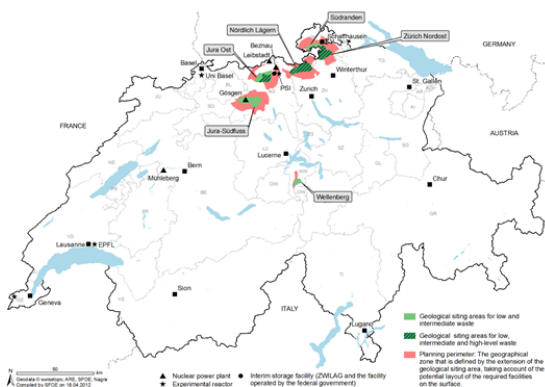 Südranden
Nördlich Lägern
Schaffhausen
Zürich Nordost
GERMANY
Jura Ost
Beznau
Leibstadt
Basel
Uni Basel
Winterthur
PSI
St. Gallen
Zurich
Gösgen
FRANCE
AUSTRIA
Jura-Südfuss
Lucerne
Bern
Mühleberg
Chur
Wellenberg
Lausanne
EPFL
Sion
ITALY
Geneva
Lugano
Geological siting areas for low and
intermediate waste
Geological siting areas for low,
intermediate and high-level waste
Planning perimeter: The geographical
zone that is defined by the extension of the
geological siting area, taking account of the
potential layout of the required facilities
on the surface.
Nuclear power plant
Experimental reactor
Interim storage facility (ZWILAG and the facility
operated by the federal government)
Geodata © swisstopo, ARE, SFOE, Nagra
Compiled by SFOE on 18.04.2012